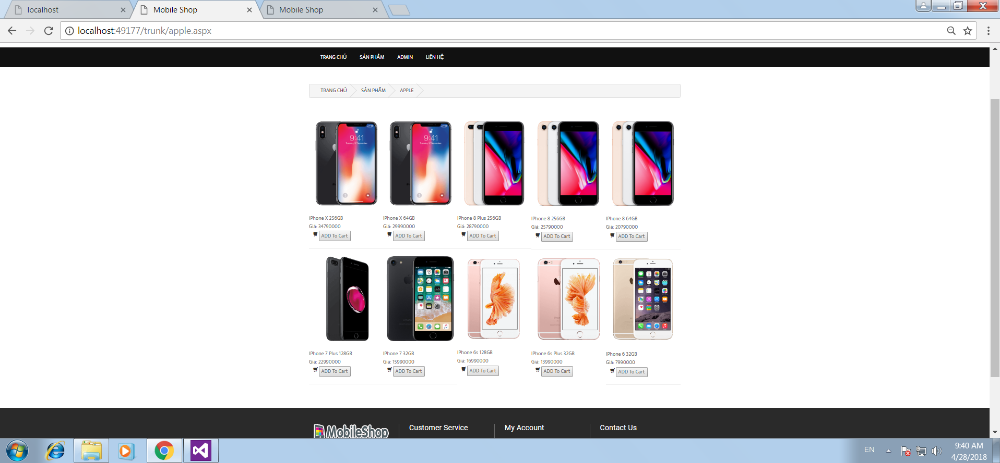 localhost
Mobile Shop
Mobile Shop
localhost:49177/trunk/apple.aspx
TRANG CHỦ SẢN PHẨM ADMIN LIÊN HỆ
TRANG CHỦ SẢN PHẨM APPLE
9:41
Tuesday, 12 September
9:41
Tuesday, 12 September
iPhone X 256GB
Giá: 34790000
ADD To Cart
IPhone X 64GB
Giá: 29990000
ADD To Cart
IPhone 8 Plus 256GB
Giá: 28790000
ADD To Cart
IPhone 8 256GB
Giá: 25790000
ADD To Cart
IPhone 8 64GB
Giá: 20790000
ADD To Cart
IPhone 7 Plus 128GB
Giá: 22990000
ADD To Cart
IPhone 7 32GB
Giá: 15990000
ADD To Cart
IPhone 6s 128GB
Giá: 16990000
ADD To Cart
IPhone 6s Plus 32GB
Giá: 13990000
ADD To Cart
IPhone 6 32GB
Giá: 7990000
ADD To Cart
MobileShop
Customer Service
My Account
Contact Us
EN
9:40 AM
4/28/2018